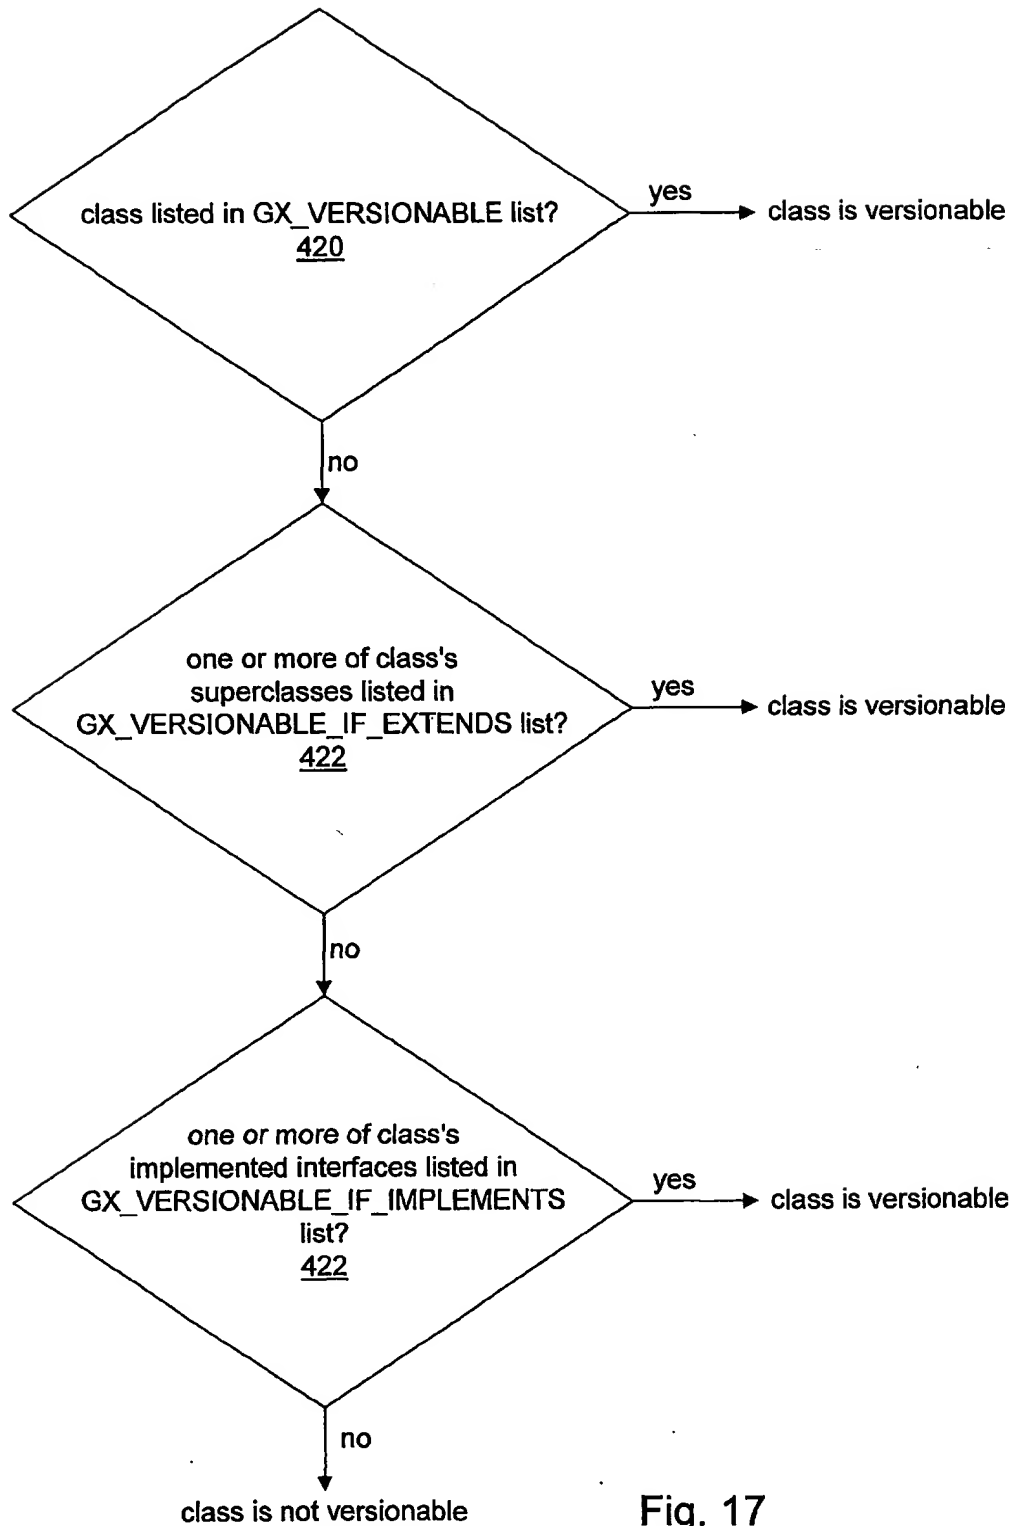 class listed in GX_VERSIONABLE list?
420
yes
class is versionable
no
one or more of class's
superclasses listed in
GX_VERSIONABLE_IF_EXTENDS list?
422
yes
class is versionable
no
one or more of class's
implemented interfaces listed in
GX_VERSIONABLE_IF_IMPLEMENTS
list?
422
yes
class is versionable
no
class is not versionable
Fig. 17